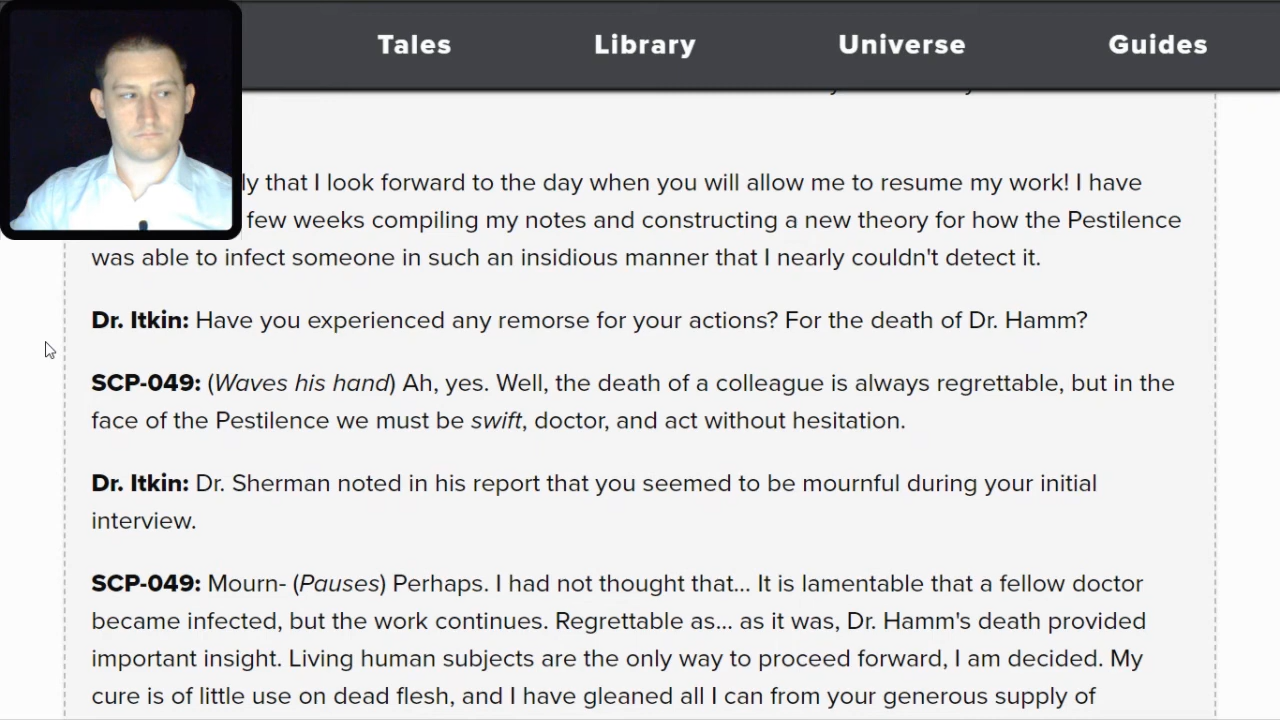 Tales Library Universe Guides
ly that I look forward to the day when you will allow me to resume my work! I have
few weeks compiling my notes and constructing a new theory for how the Pestilence
was able to infect someone in such an insidious manner that I nearly couldn't detect it.
Dr. Itkin: Have you experienced any remorse for your actions? For the death of Dr. Hamm?
SCP-049: (Waves his hand) Ah, yes. Well, the death of a colleague is always regrettable, but in the
face of the Pestilence we must be swift, doctor, and act without hesitation.
Dr. Itkin: Dr. Sherman noted in his report that you seemed to be mournful during your initial
interview.
SCP-049: Mourn- (Pauses) Perhaps. I had not thought that... It is lamentable that a fellow doctor
became infected, but the work continues. Regrettable as... as it was, Dr. Hamm's death provided
important insight. Living human subjects are the only way to proceed forward, I am decided. My
cure is of little use on dead flesh, and I have gleaned all I can from your generous supply of